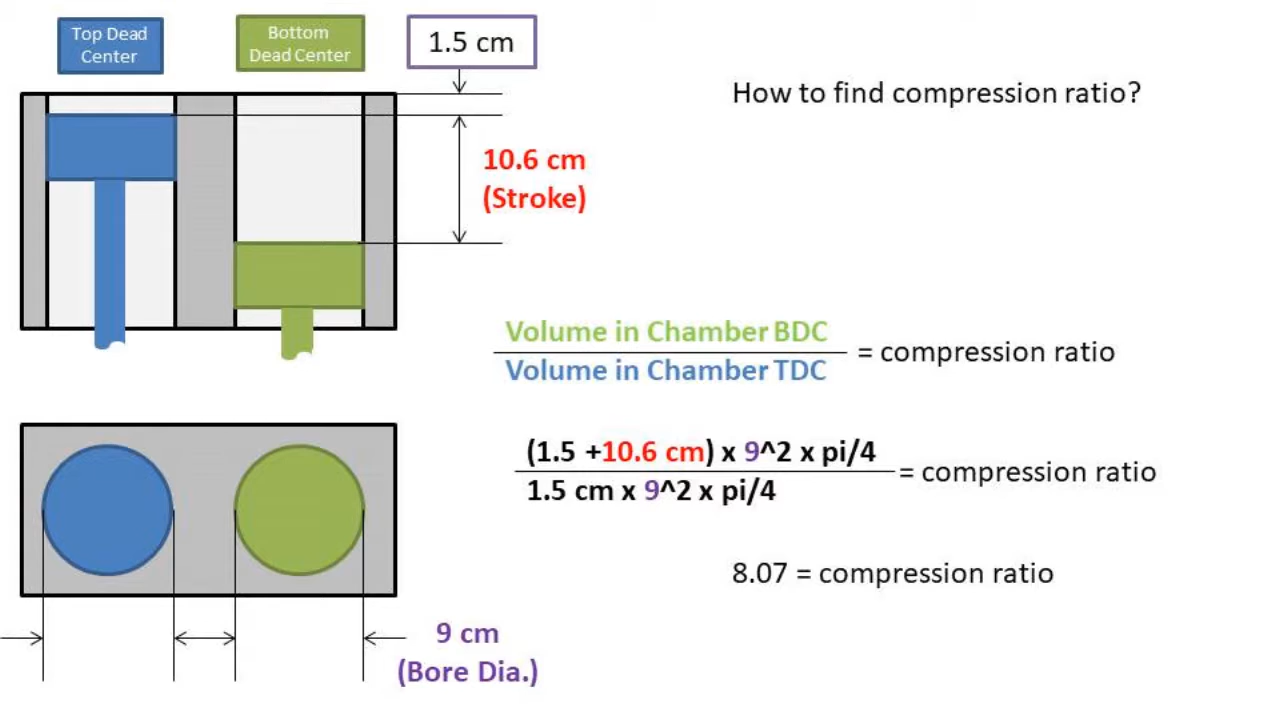 Top Dead
Center
Bottom
Dead Center
1.5 cm
How to find compression ratio?
10.6 cm
(Stroke)
Volume in Chamber BDC
Volume in Chamber TDC
= compression ratio
(1.5 +10.6 cm) x 9^2 x pi/4
1.5 cm x 9^2 x pi/4
= compression ratio
8.07 = compression ratio
9 cm
(Bore Dia.)